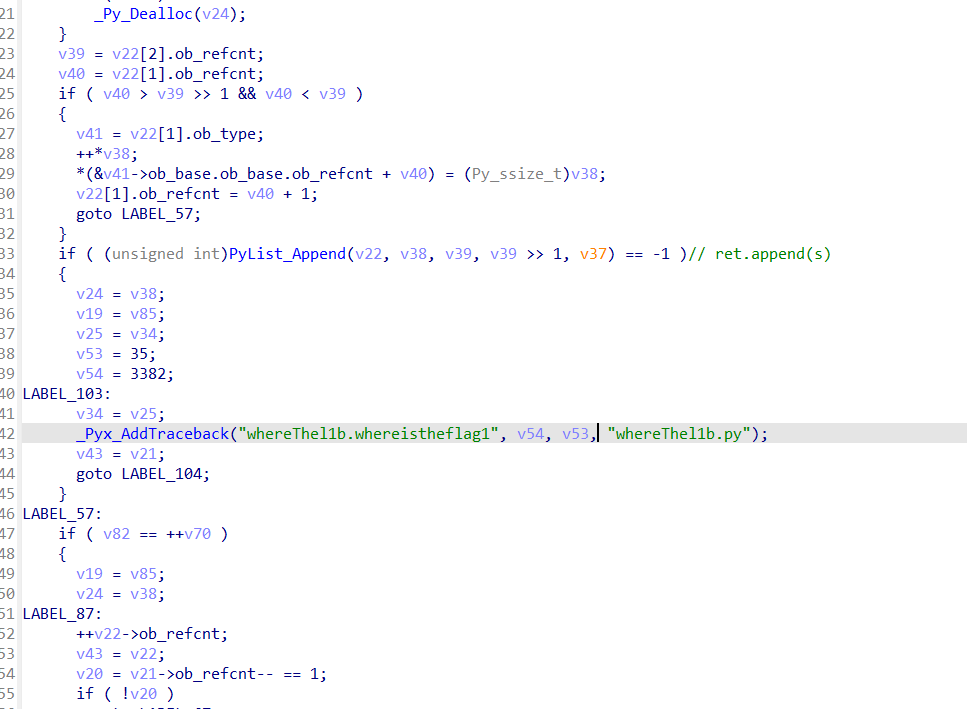 21 _Py_Dealloc(v24);
22 }
23 v39 = v22[2].ob_refcnt;
24 v40 = v22[1].ob_refcnt;
25 if ( v40 > v39 >> 1 && v40 < v39 )
26 {
27 v41 = v22[1].ob_type;
28 ++*v38;
29 *(&v41->ob_base.ob_base.ob_refcnt + v40) = (Py_ssize_t)v38;
30 v22[1].ob_refcnt = v40 + 1;
31 goto LABEL_57;
32 }
33 if ( (unsigned int)PyList_Append(v22, v38, v39, v39 >> 1, v37) == -1 )// ret.append(s)
34 {
35 v24 = v38;
36 v19 = v85;
37 v25 = v34;
38 v53 = 35;
39 v54 = 3382;
40 LABEL_103:
41 v34 = v25;
42 _Pyx_AddTraceback("whereThel1b.whereistheflag1", v54, v53, "whereThel1b.py");
43 v43 = v21;
44 goto LABEL_104;
45 }
46 LABEL_57:
47 if ( v82 == ++v70 )
48 {
49 v19 = v85;
50 v24 = v38;
51 LABEL_87:
52 ++v22->ob_refcnt;
53 v43 = v22;
54 v20 = v21->ob_refcnt-- == 1;
55 if ( !v20 )